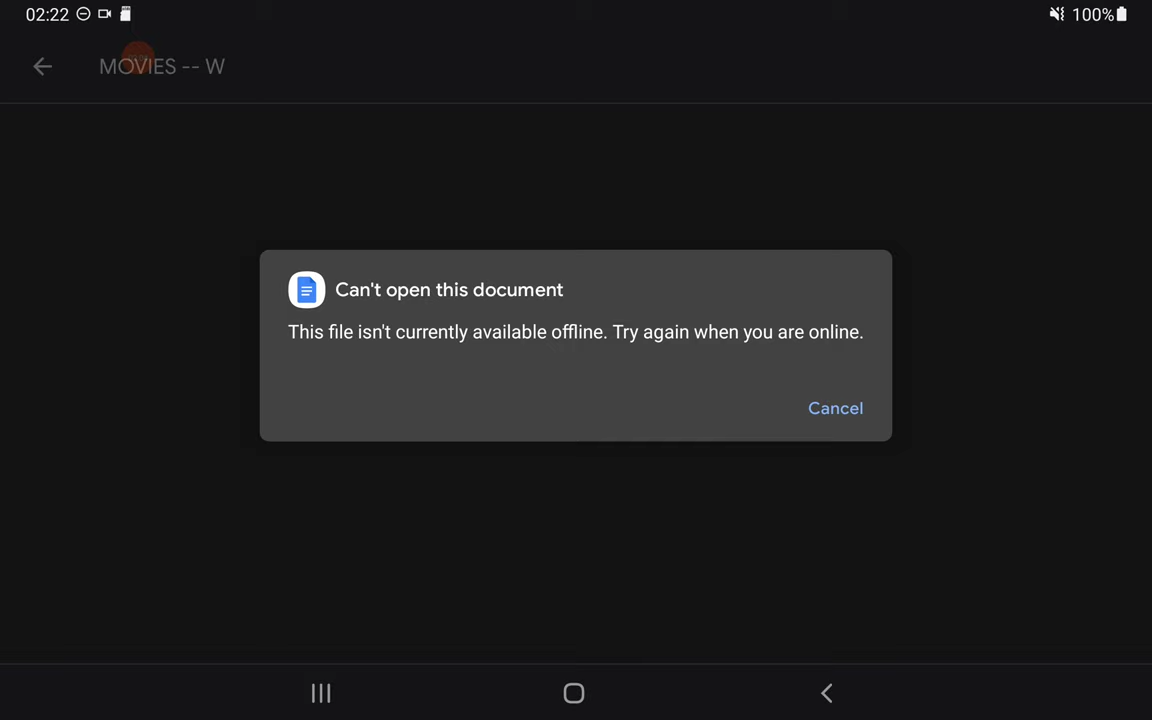 02:22 100%
MOVIES -- W
Can't open this document
This file isn't currently available offline. Try again when you are online.
Cancel